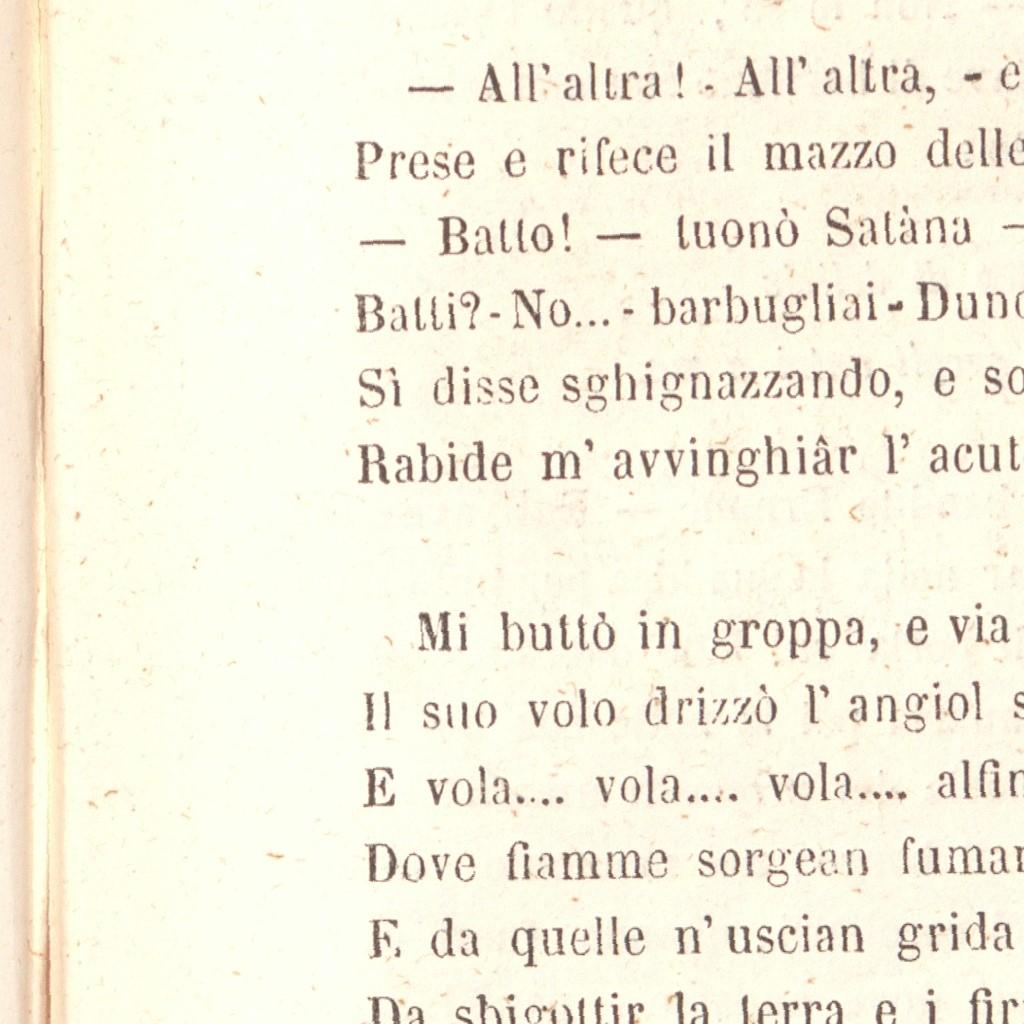 — All' altra! - All' altra, - e
Prese e rifece il mazzo delle
— Batto! — tuonò Satàna —
Batti?- No... - barbugliai - Dunc
Sì disse sghignazzando, e so
Rabide m' avvinghiâr l' acut
Mi buttò in groppa, e via
Il suo volo drizzò l' angiol s
E vola.... vola.... vola.... alfin
Dove fiamme sorgean fuman
E da quelle n' uscian grida
Da sbigottir la terra e i fir